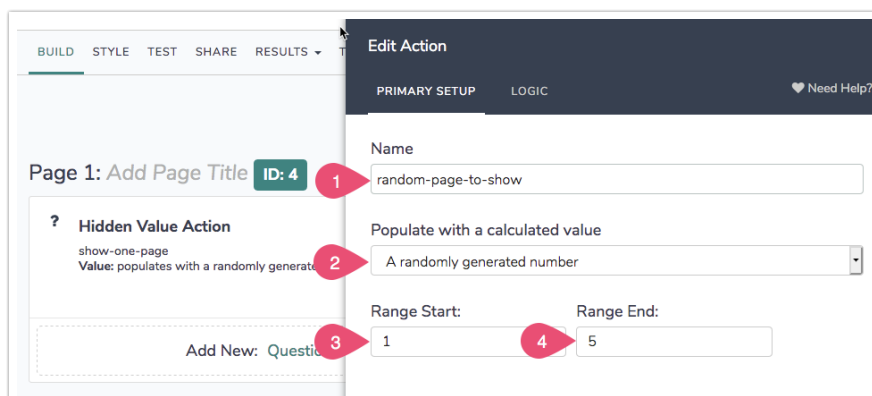 BUILD STYLE TEST SHARE RESULTS
Edit Action
PRIMARY SETUP LOGIC
Need Help?
Page 1: Add Page Title ID: 4
? Hidden Value Action
show-one-page
Value: populates with a randomly
Add New:
Name
1 random-page-to-show
Populate with a calculated value
2 A randomly generated number
Range Start: Range End:
3 1 4 5